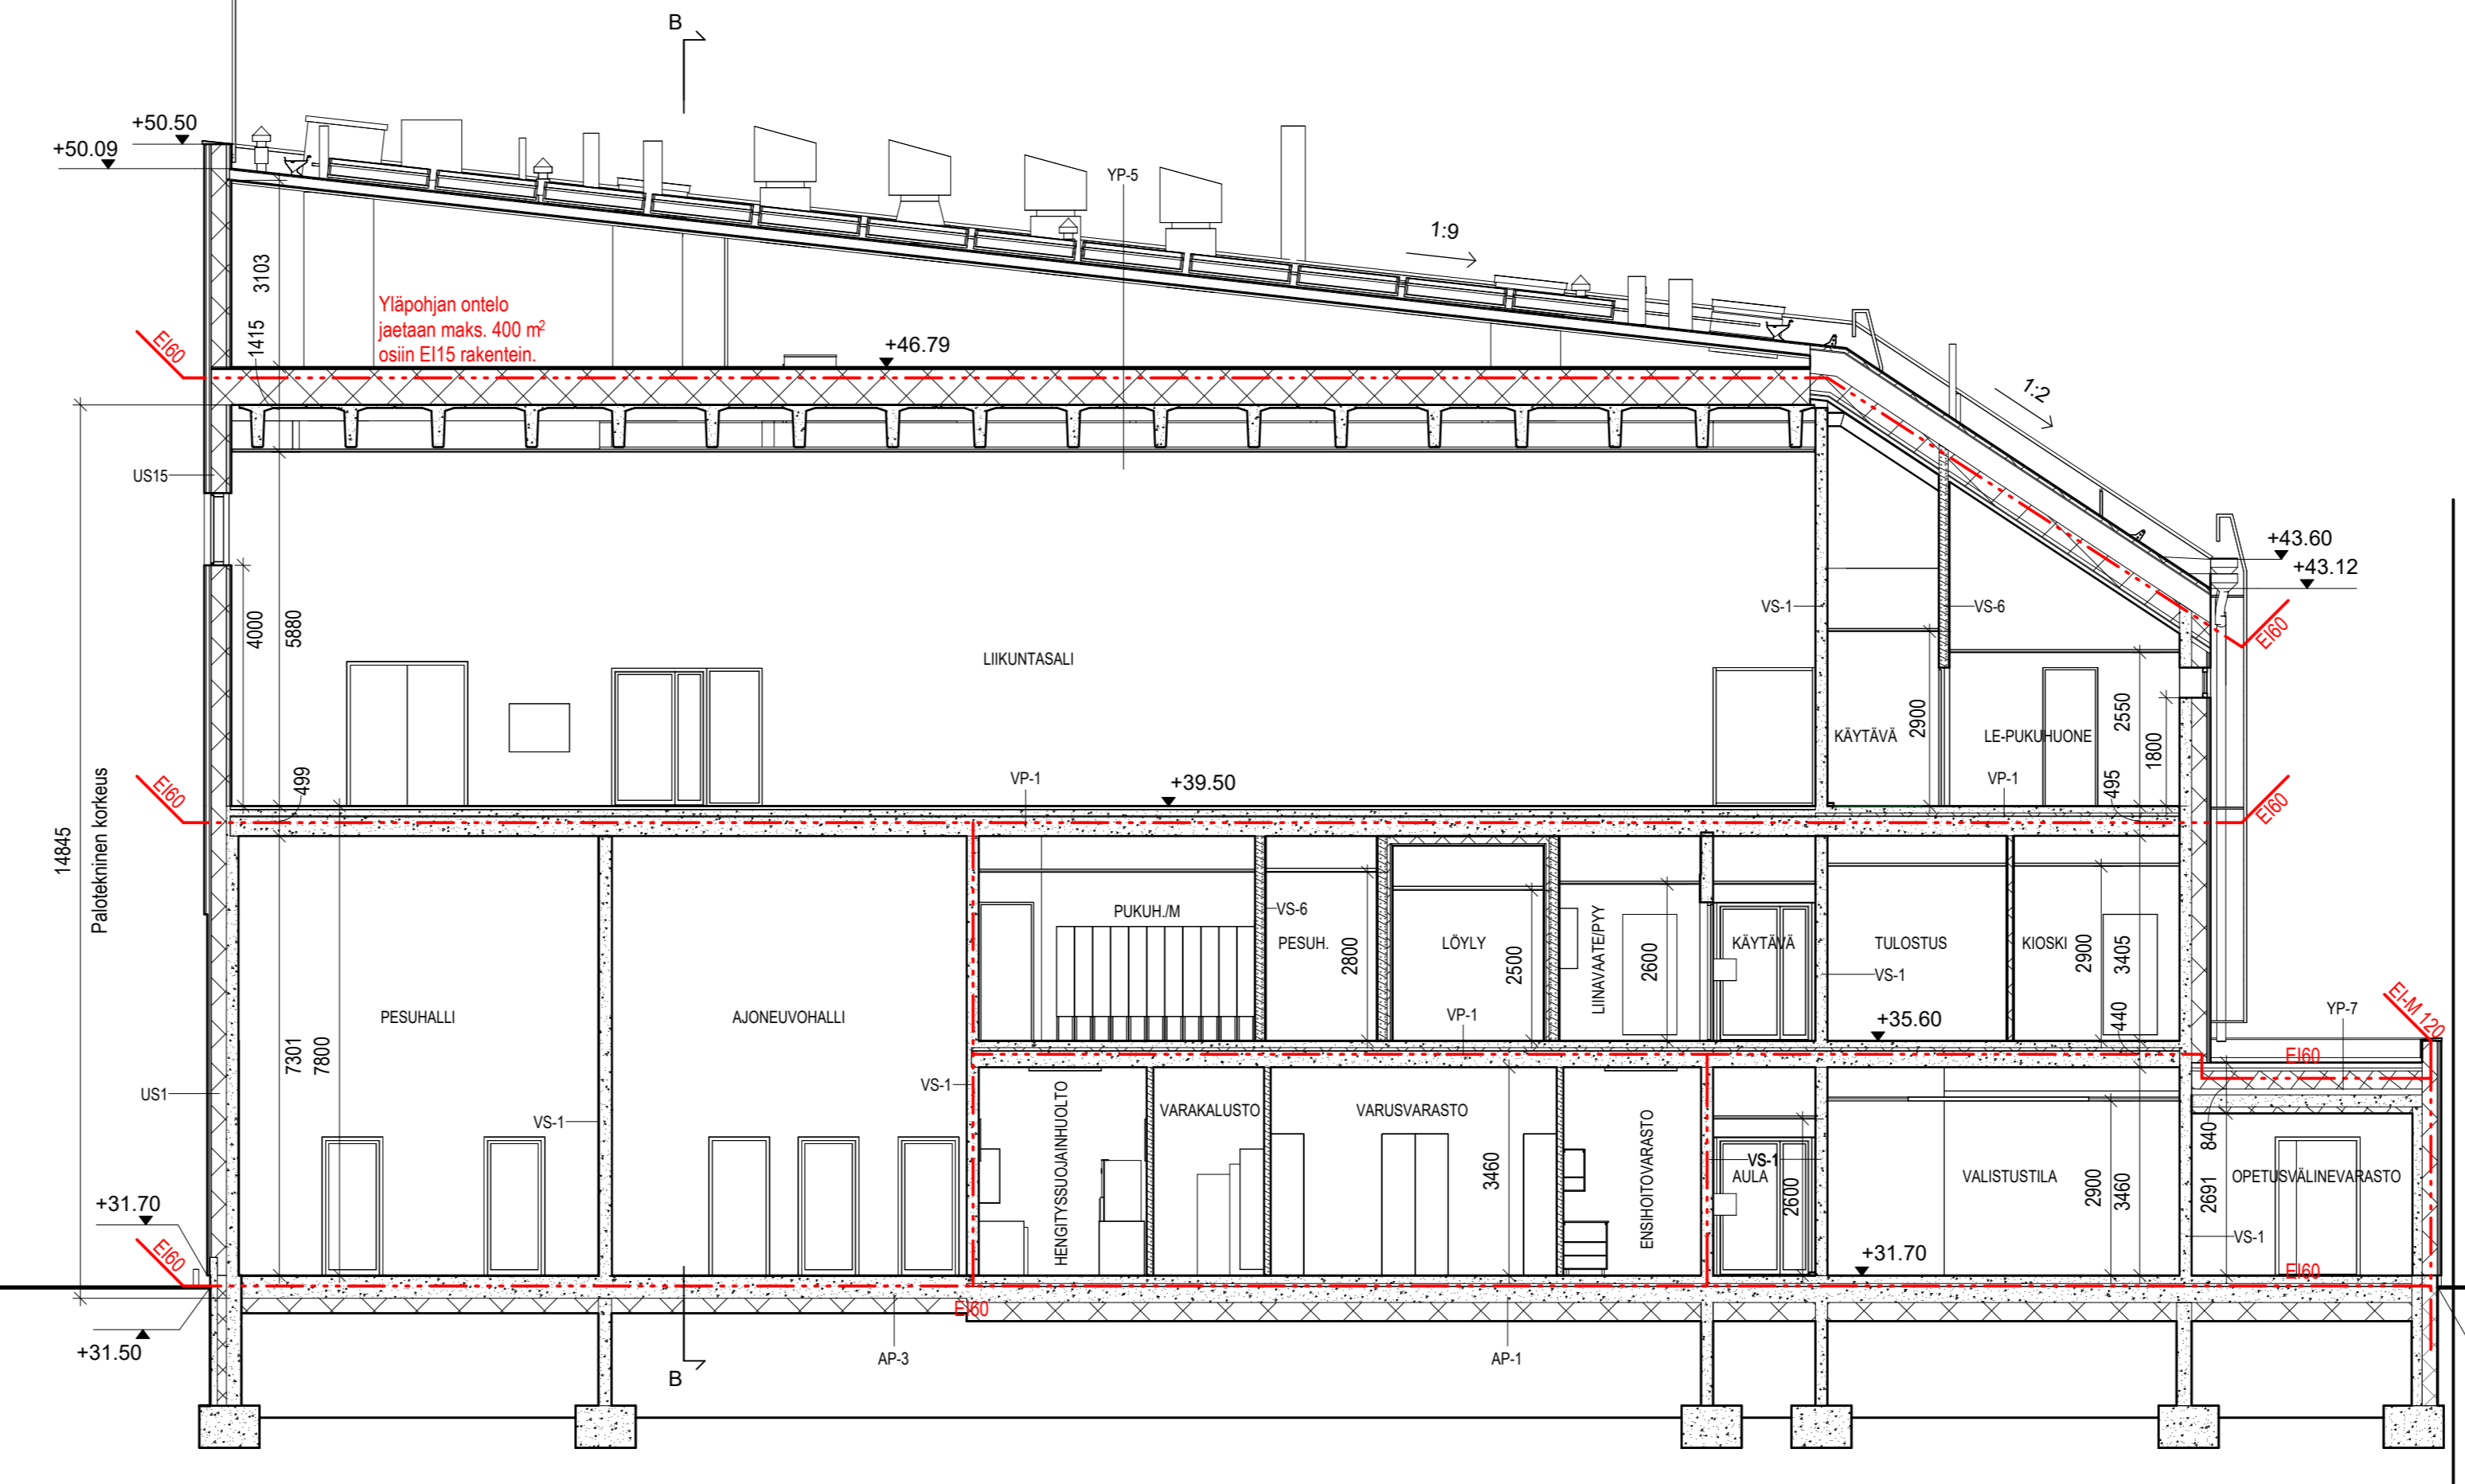 B
+50.50
+50.09
YP-5
1:9
3103
1415
Yläpohjan ontelo
jaetaan maks. 400 m²
osiin EI15 rakentein.
EI60
+46.79
1:2
US15
+43.60
+43.12
4000
5880
LIIKUNTASALI
VS-1
VS-6
EI60
2900
2550
1800
KÄYTÄVÄ
LE-PUKUHUONE
14845
Palotekninen korkeus
EI60
499
VP-1
+39.50
VP-1
495
EI60
PUKUH./M
VS-6
PESUH.
2800
LÖYLY
2500
LIINAVAATE/PYY
2600
KÄYTÄVÄ
TULOSTUS
VS-1
KIOSKI
2900
3405
PESUHALLI
AJONEUVOHALLI
7301
7800
VP-1
+35.60
440
EI-M 120
YP-7
EI60
US1
VS-1
VS-1
HENGITYSSUOJAINHUOLTO
VARAKALUSTO
VARUSVARASTO
3460
ENSIHOITOVARASTO
VS-1
AULA
2600
VALISTUSTILA
2900
3460
840
2691
OPETUSVÄLINEVARASTO
VS-1
+31.70
EI60
+31.70
EI60
EI60
+31.50
AP-3
AP-1
B